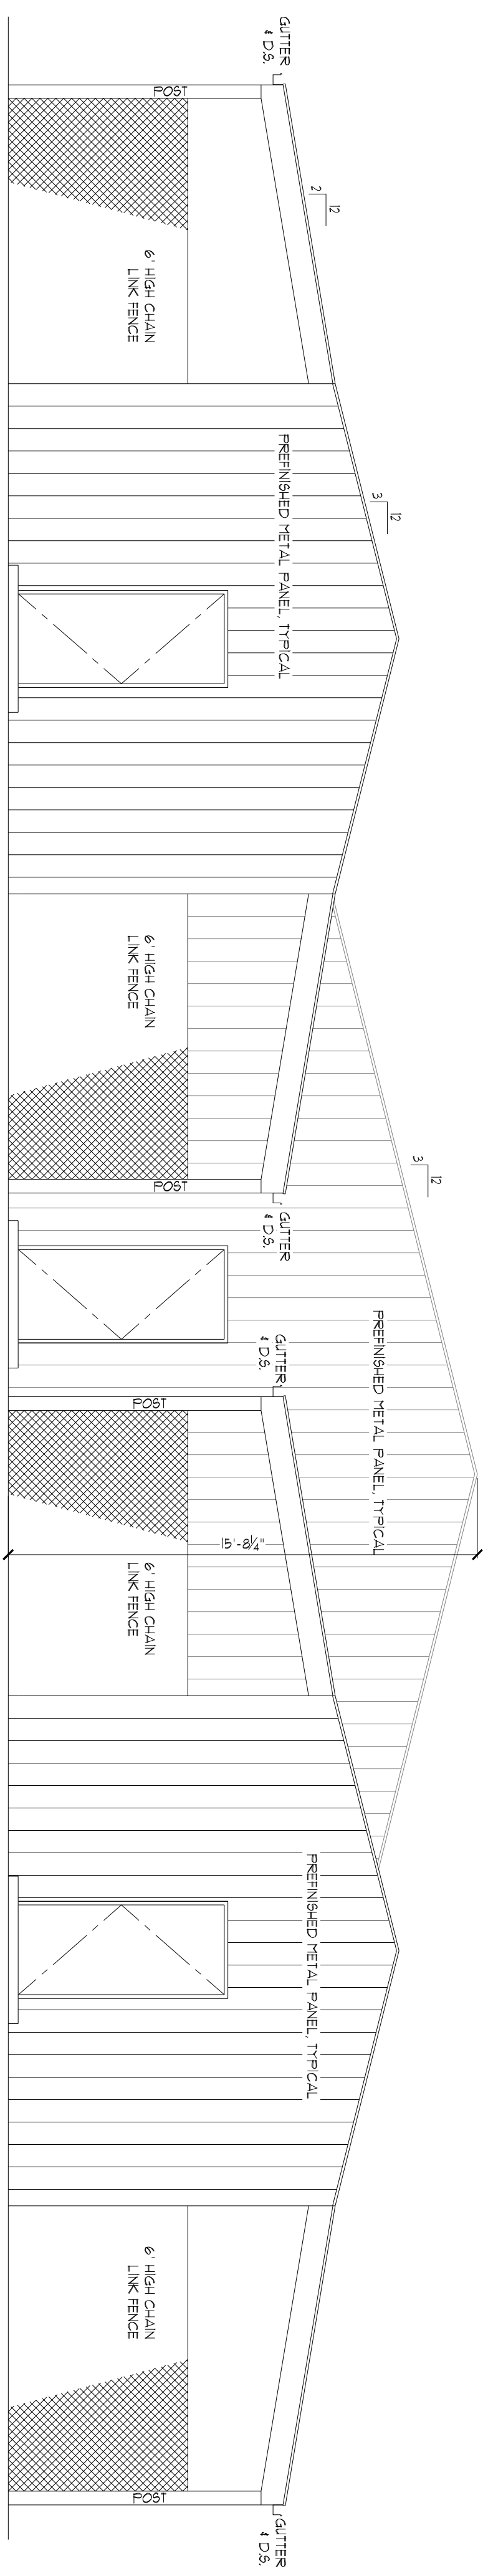 GUTTER
& D.S.
POST
6' HIGH CHAIN
LINK FENCE
12
2
PREFINISHED METAL PANEL, TYPICAL
12
3
6' HIGH CHAIN
LINK FENCE
POST
GUTTER
& D.S.
12
3
PREFINISHED METAL PANEL, TYPICAL
GUTTER
& D.S.
POST
15'-8¼"
6' HIGH CHAIN
LINK FENCE
PREFINISHED METAL PANEL, TYPICAL
6' HIGH CHAIN
LINK FENCE
POST
GUTTER
& D.S.